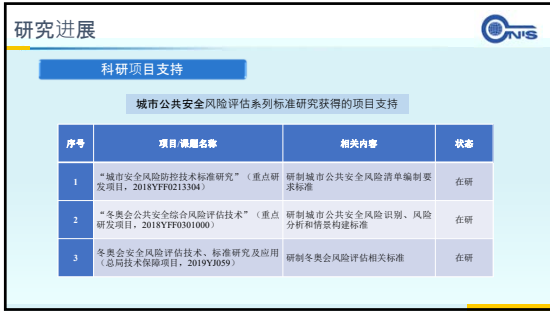 研究进展
CNIS
科研项目支持
城市公共安全风险评估系列标准研究获得的项目支持
序号 项目/课题名称 相关内容 状态
1 “城市安全风险防控技术标准研究”（重点研 研制城市公共安全风险清单编制要 在研
发项目，2018YFF0213304） 求标准
2 “冬奥会公共安全综合风险评估技术”（重点 研制城市公共安全风险识别、风险 在研
研发项目，2018YFF0301000） 分析和情景构建标准
3 冬奥会安全风险评估技术、标准研究及应用 研制冬奥会风险评估相关标准 在研
（总局技术保障项目，2019YJ059）